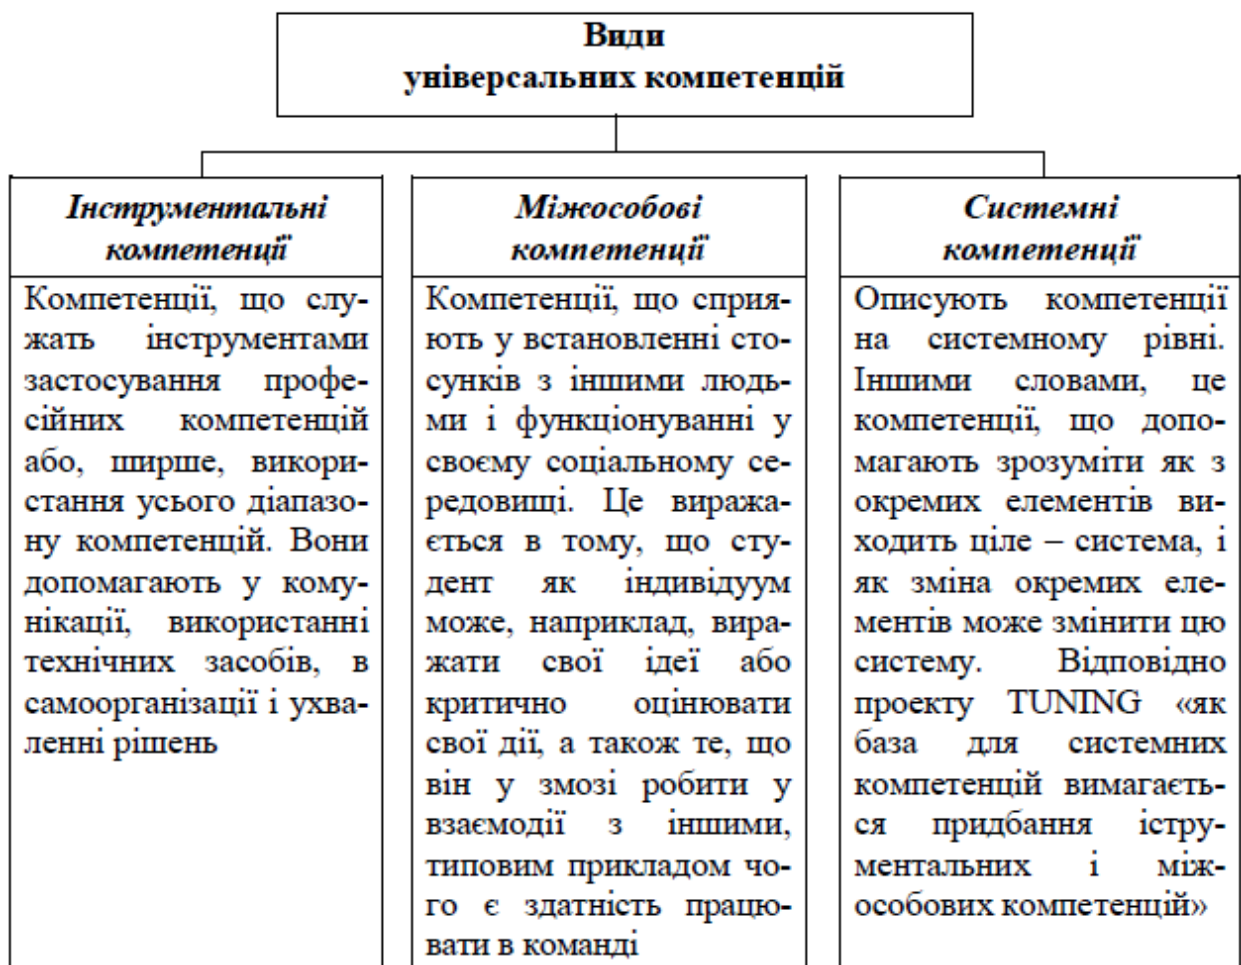 Види
універсальних компетенцій
Інструментальні
компетенції
Компетенції, що слу-
жать інструментами
застосування профе-
сійних компетенцій
або, ширше, викори-
стання усього діапазо-
ну компетенцій. Вони
допомагають у кому-
нікації, використанні
технічних засобів, в
самоорганізації і ухва-
ленні рішень
Міжособові
компетенції
Компетенції, що сприя-
ють у встановленні сто-
сунків з іншими людь-
ми і функціонуванні у
своєму соціальному се-
редовищі. Це виража-
ється в тому, що сту-
дент як індивідуум
може, наприклад, вира-
жати свої ідеї або
критично оцінювати
свої дії, а також те, що
він у змозі робити у
взаємодії з іншими,
типовим прикладом чо-
го є здатність працю-
вати в команді
Системні
компетенції
Описують компетенції
на системному рівні.
Іншими словами, це
компетенції, що допо-
магають зрозуміти як з
окремих елементів ви-
ходить ціле – система, і
як зміна окремих еле-
ментів може змінити цю
систему. Відповідно
проекту TUNING «як
база для системних
компетенцій вимагаєть-
ся придбання істру-
ментальних і між-
особових компетенцій»